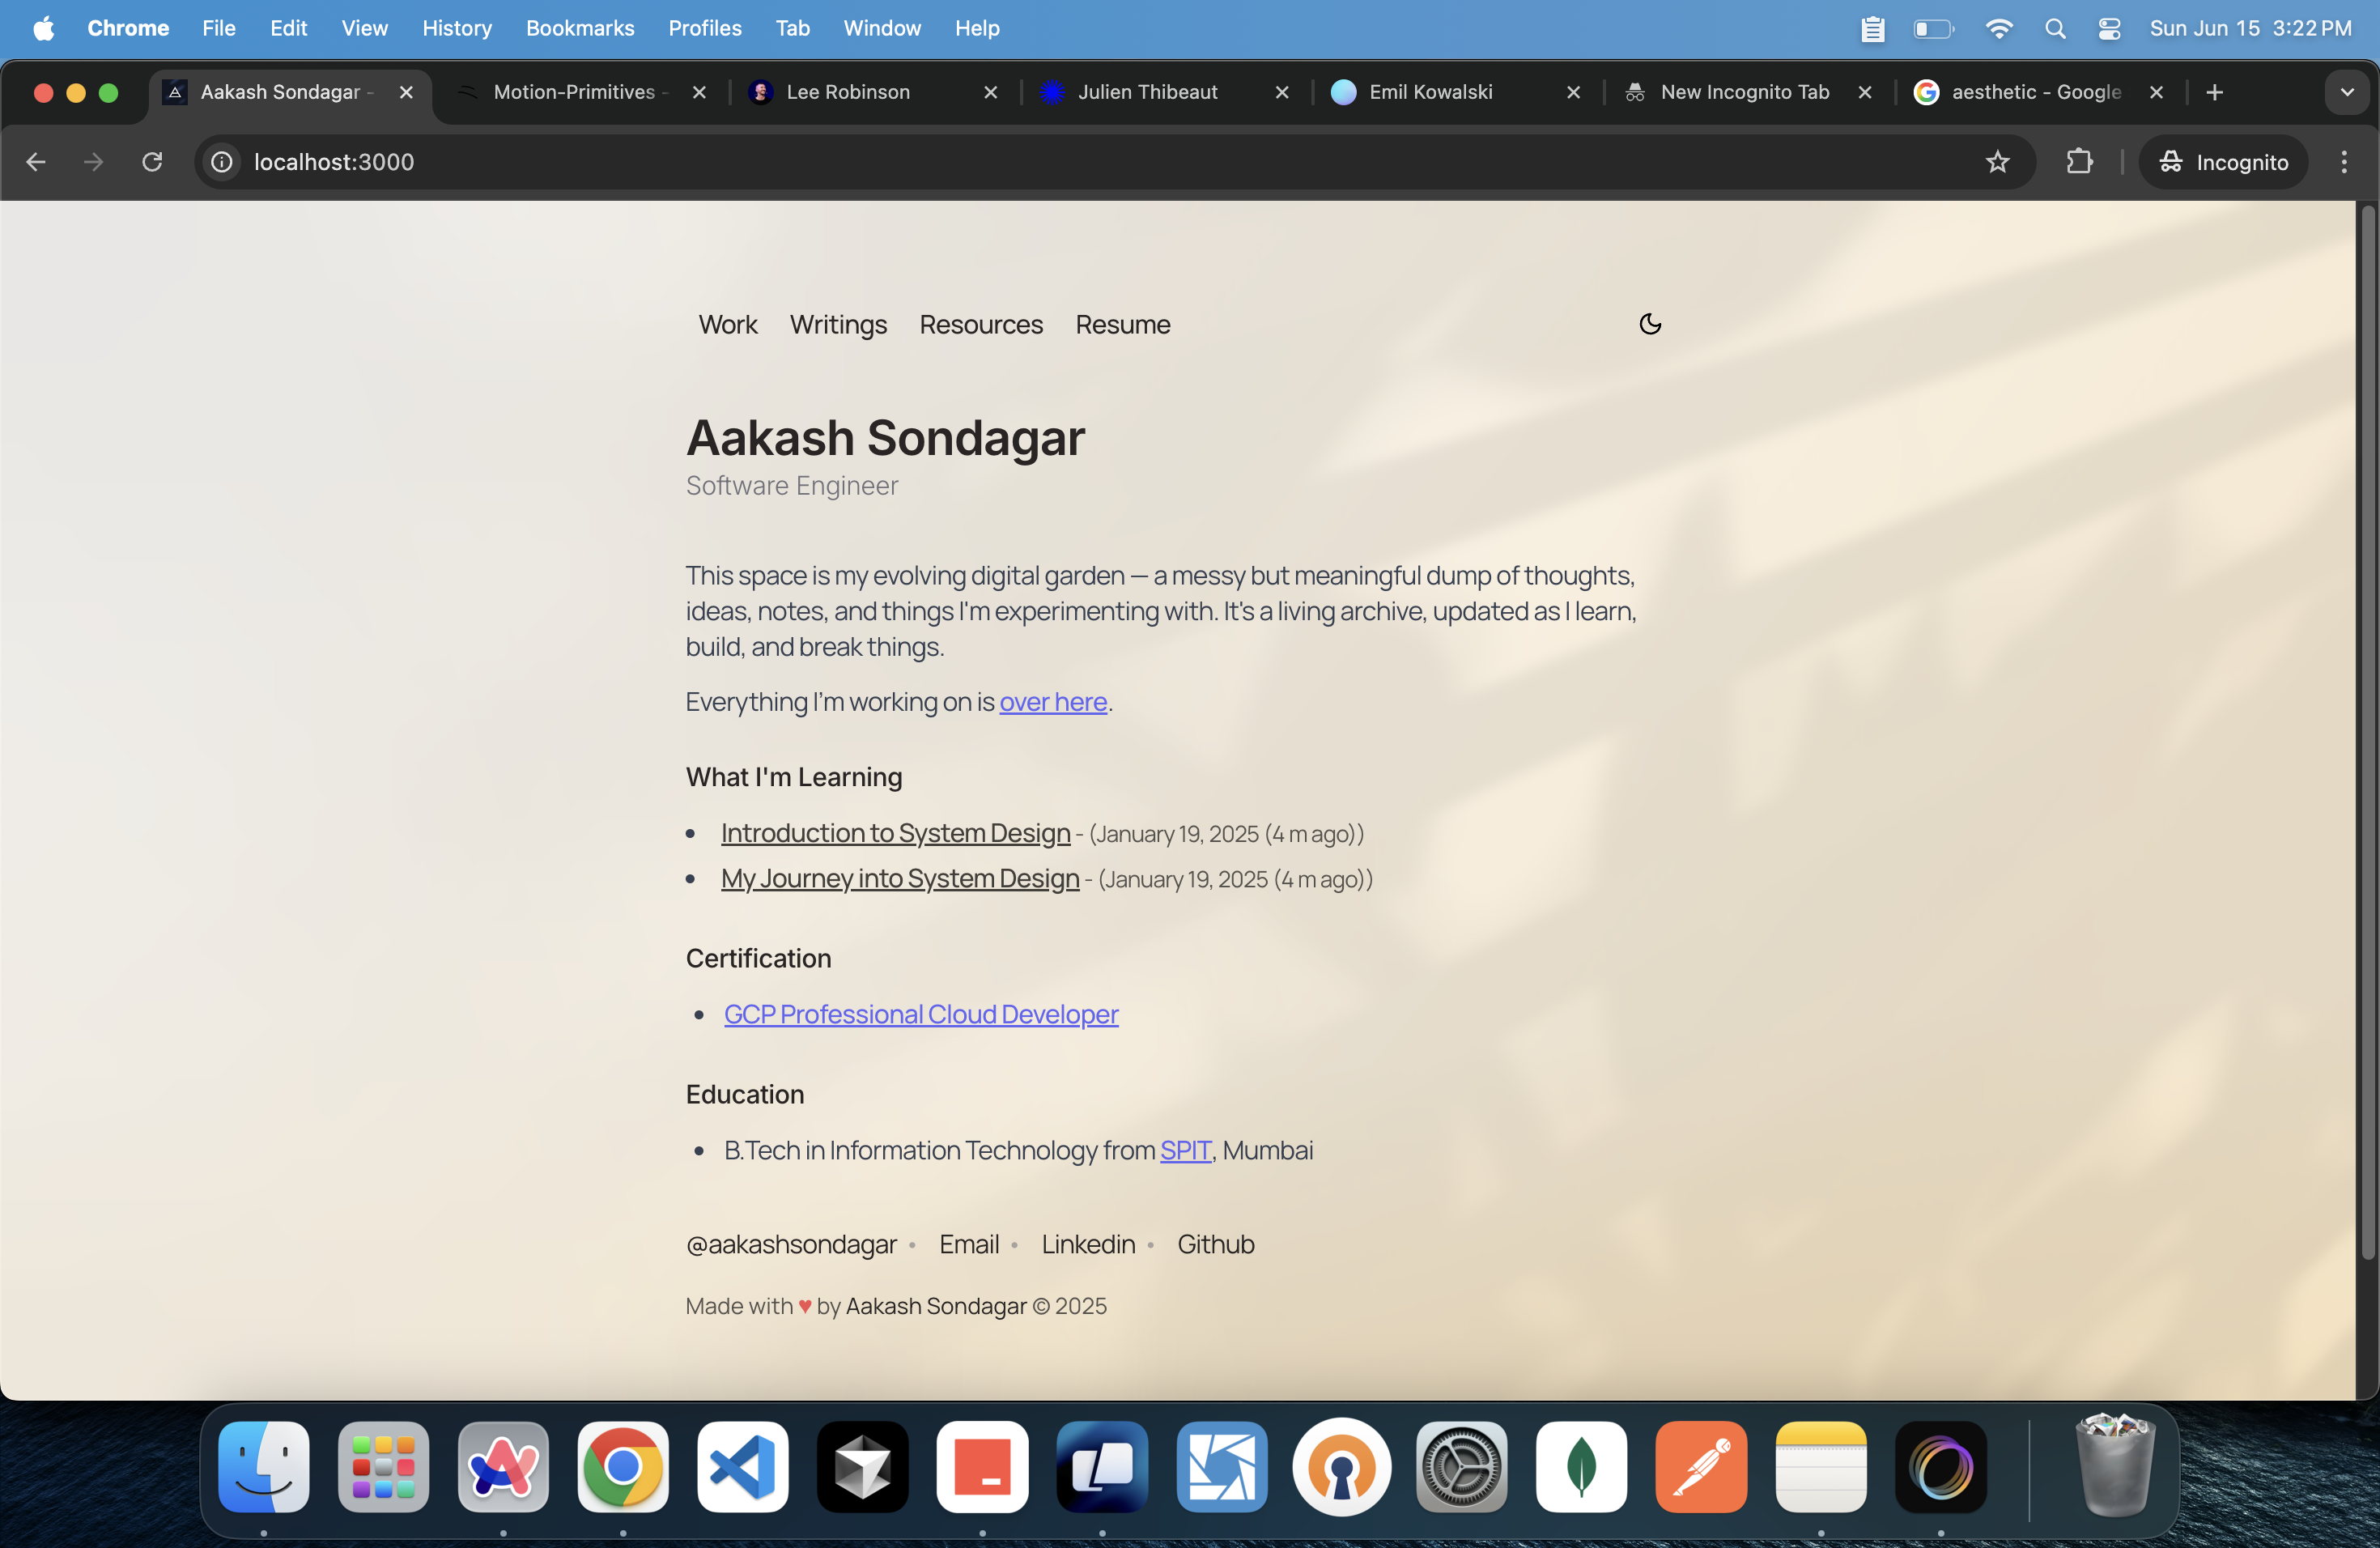 Chrome File Edit View History Bookmarks Profiles Tab Window Help Sun Jun 15 3:22 PM
Aakash Sondagar - Motion-Primitives - Lee Robinson Julien Thibeaut Emil Kowalski New Incognito Tab aesthetic - Google
localhost:3000 Incognito
Work Writings Resources Resume
Aakash Sondagar
Software Engineer
This space is my evolving digital garden — a messy but meaningful dump of thoughts,
ideas, notes, and things I'm experimenting with. It's a living archive, updated as I learn,
build, and break things.
Everything I’m working on is over here.
What I'm Learning
• Introduction to System Design - (January 19, 2025 (4 m ago))
• My Journey into System Design - (January 19, 2025 (4 m ago))
Certification
• GCP Professional Cloud Developer
Education
• B.Tech in Information Technology from SPIT, Mumbai
@aakashsondagar • Email • Linkedin • Github
Made with ♥ by Aakash Sondagar © 2025